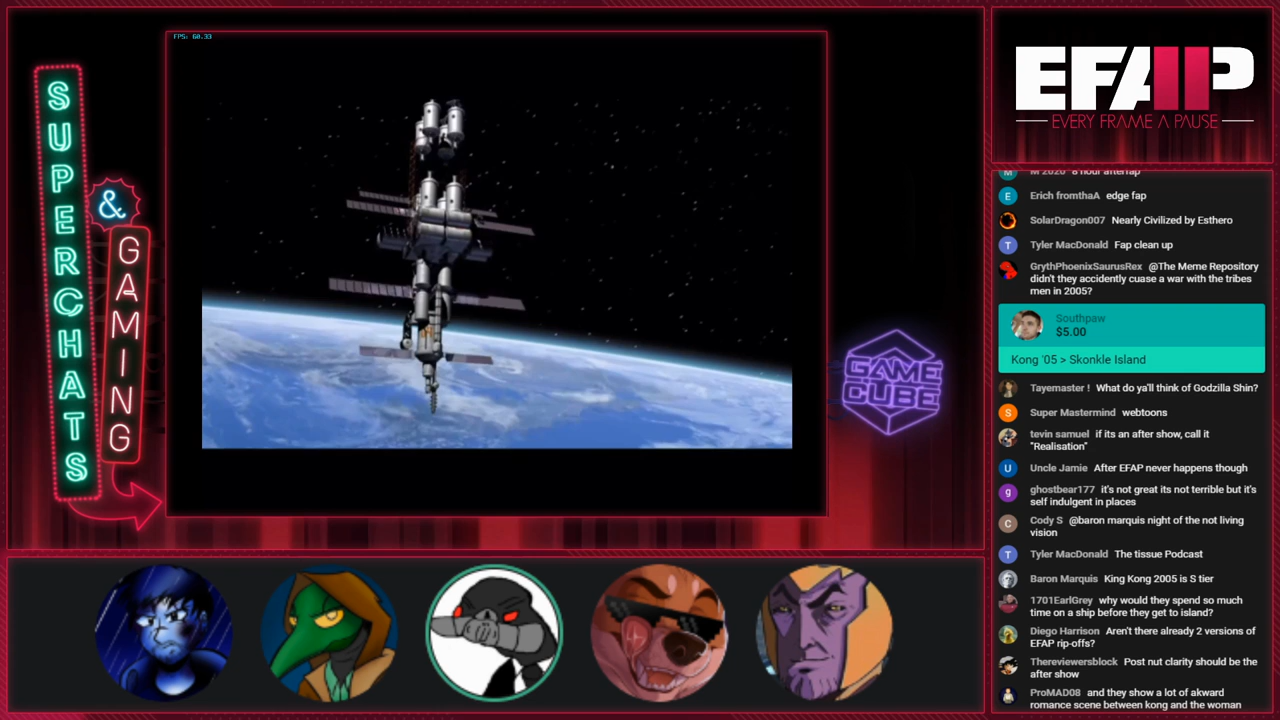 FPS: 60.33
SUPERCHATS
&
GAMING
GAME
CUBE
EFAP
EVERY FRAME A PAUSE
M 2020 8 hour afterfap
E
Erich fromthaA edge fap
SolarDragon007 Nearly Civilized by Esthero
T
Tyler MacDonald Fap clean up
GrythPhoenixSaurusRex @The Meme Repository
didn't they accidently cuase a war with the tribes
men in 2005?
Southpaw
$5.00
Kong '05 > Skonkle Island
Tayemaster ! What do ya'll think of Godzilla Shin?
S
Super Mastermind webtoons
tevin samuel if its an after show, call it
"Realisation"
U
Uncle Jamie After EFAP never happens though
g
ghostbear177 it's not great its not terrible but it's
self indulgent in places
C
Cody S @baron marquis night of the not living
vision
T
Tyler MacDonald The tissue Podcast
Baron Marquis King Kong 2005 is S tier
1701EarlGrey why would they spend so much
time on a ship before they get to island?
Diego Harrison Aren't there already 2 versions of
EFAP rip-offs?
Thereviewersblock Post nut clarity should be the
after show
ProMAD08 and they show a lot of akward
romance scene between kong and the woman